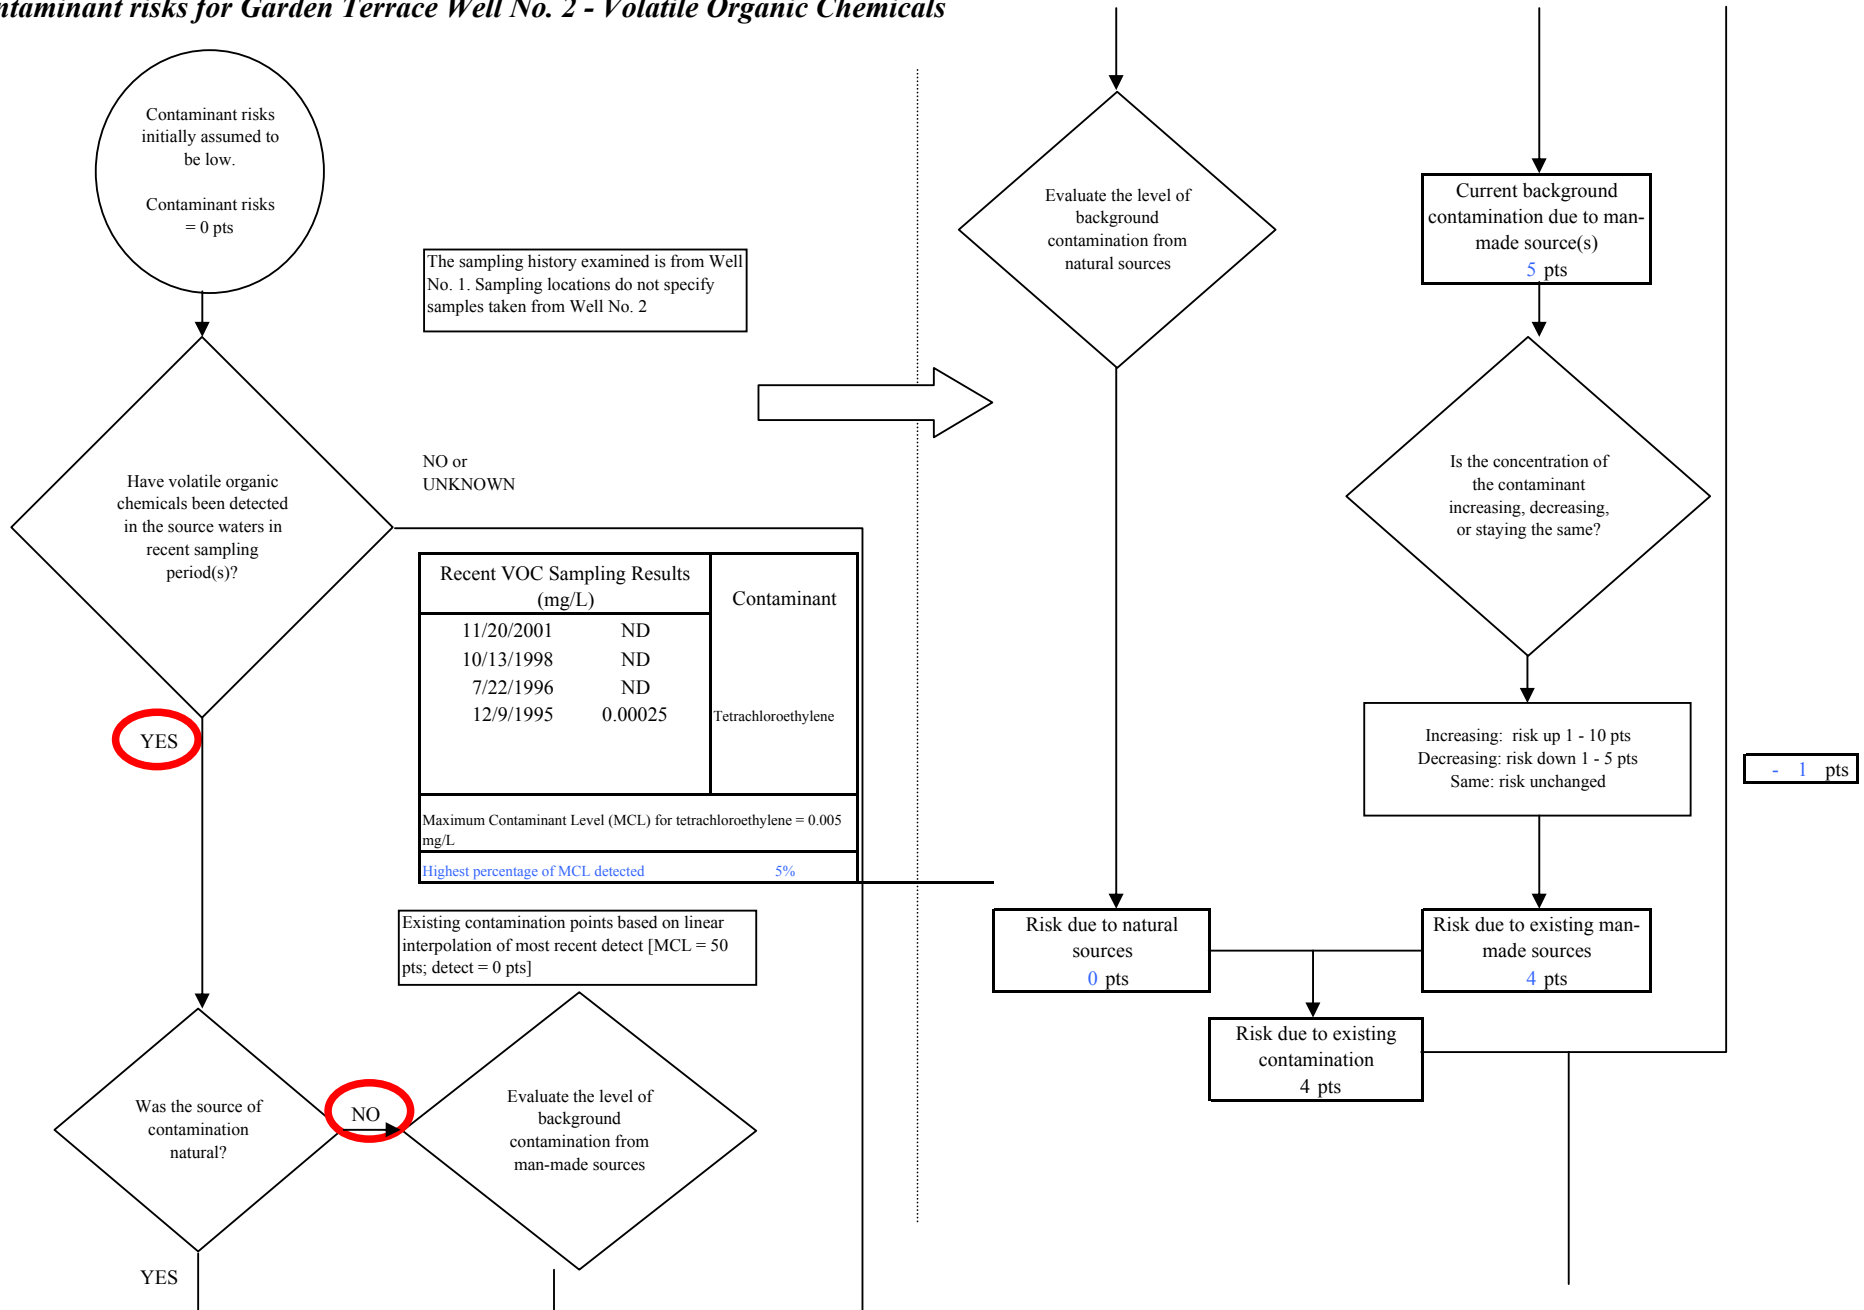 ntaminant risks for Garden Terrace Well No. 2 - Volatile Organic Chemicals
Contaminant risks
initially assumed to
be low.
Contaminant risks
= 0 pts
The sampling history examined is from Well
No. 1. Sampling locations do not specify
samples taken from Well No. 2
NO or
UNKNOWN
Have volatile organic
chemicals been detected
in the source waters in
recent sampling
period(s)?
YES
Recent VOC Sampling Results
(mg/L)
Contaminant
11/20/2001 ND
10/13/1998 ND
7/22/1996 ND
12/9/1995 0.00025 Tetrachloroethylene
Maximum Contaminant Level (MCL) for tetrachloroethylene = 0.005
mg/L
Highest percentage of MCL detected 5%
Existing contamination points based on linear
interpolation of most recent detect [MCL = 50
pts; detect = 0 pts]
Was the source of
contamination
natural?
NO
Evaluate the level of
background
contamination from
man-made sources
YES
Evaluate the level of
background
contamination from
natural sources
Current background
contamination due to man-
made source(s)
5 pts
Is the concentration of
the contaminant
increasing, decreasing,
or staying the same?
Increasing: risk up 1 - 10 pts
Decreasing: risk down 1 - 5 pts
Same: risk unchanged
- 1 pts
Risk due to natural
sources
0 pts
Risk due to existing man-
made sources
4 pts
Risk due to existing
contamination
4 pts